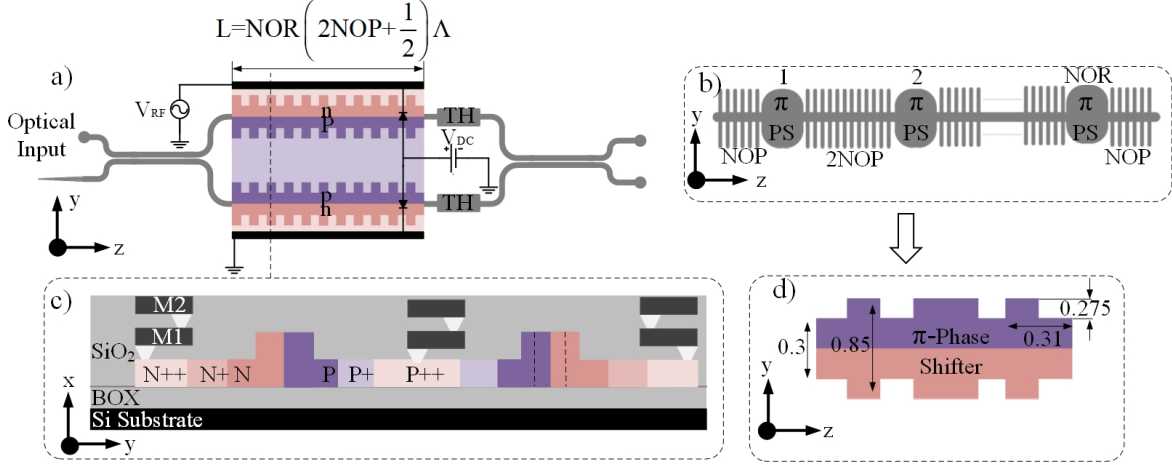 L=NOR(2NOP+1/2)Λ
a)
V_RF
Optical
Input
n
p
p
n
TH
V_DC
+
-
TH
y
z
b)
1
2
NOR
π
PS
π
PS
π
PS
NOP
2NOP
NOP
y
z
c)
M2
M1
SiO₂
N++
N+
N
P
P+
P++
BOX
Si Substrate
x
y
d)
0.275
0.3
0.85
π-Phase
0.31
Shifter
y
z